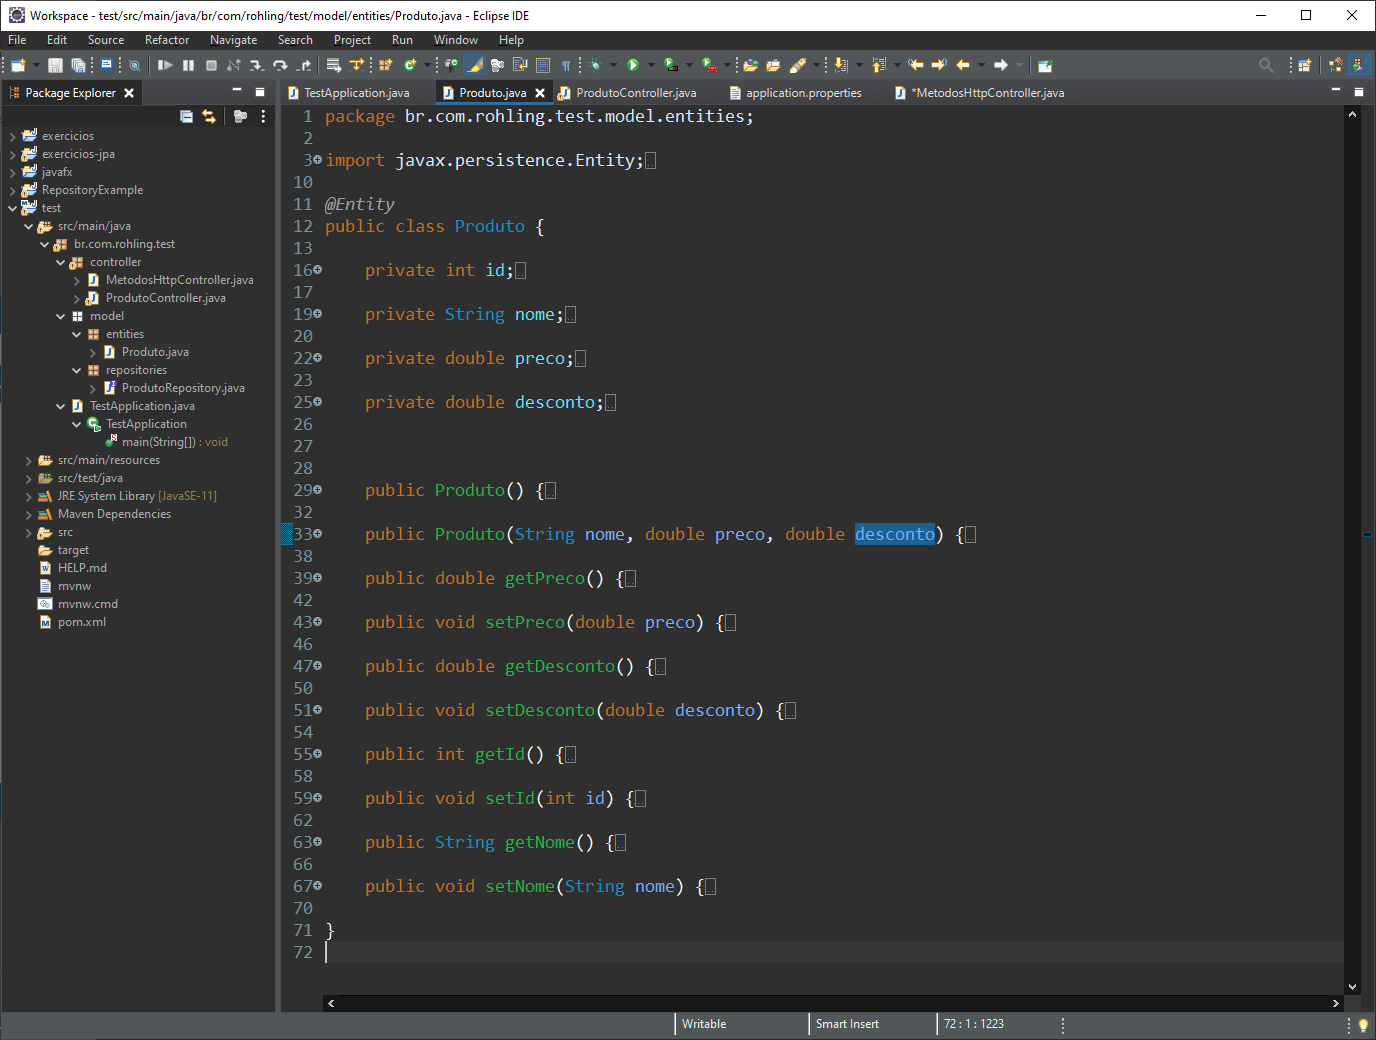 Workspace - test/src/main/java/br/com/rohling/test/model/entities/Produto.java - Eclipse IDE
File Edit Source Refactor Navigate Search Project Run Window Help
Package Explorer
exercicios
exercicios-jpa
javafx
RepositoryExample
test
src/main/java
br.com.rohling.test
controller
MetodosHttpController.java
ProdutoController.java
model
entities
Produto.java
repositories
ProdutoRepository.java
TestApplication.java
TestApplication
main(String[]) : void
src/main/resources
src/test/java
JRE System Library [JavaSE-11]
Maven Dependencies
src
target
HELP.md
mvnw
mvnw.cmd
pom.xml
TestApplication.java Produto.java ProdutoController.java application.properties *MetodosHttpController.java
1 package br.com.rohling.test.model.entities;
2
3 import javax.persistence.Entity;
10
11 @Entity
12 public class Produto {
13
16 private int id;
17
19 private String nome;
20
22 private double preco;
23
25 private double desconto;
26
27
28
29 public Produto() {
32
33 public Produto(String nome, double preco, double desconto) {
38
39 public double getPreco() {
42
43 public void setPreco(double preco) {
46
47 public double getDesconto() {
50
51 public void setDesconto(double desconto) {
54
55 public int getId() {
58
59 public void setId(int id) {
62
63 public String getNome() {
66
67 public void setNome(String nome) {
70
71 }
72
Writable Smart Insert 72 : 1 : 1223